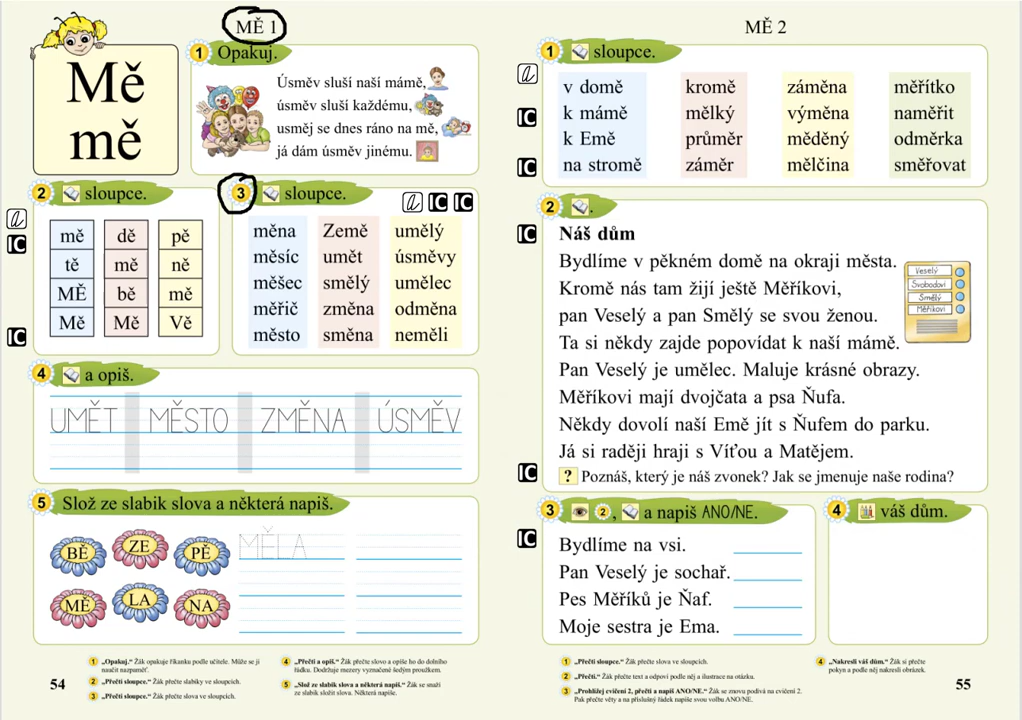 MĚ 1
Mě
mě
1 Opakuj.
Úsměv sluší naší mámě,
úsměv sluší každému,
usměj se dnes ráno na mě,
já dám úsměv jinému.
2 sloupce.
mě dě pě
tě mě ně
MĚ bě mě
Mě Mě Vě
3 sloupce.
měna Země umělý
měsíc umět úsměvy
měšec smělý umělec
měřič změna odměna
město směna neměli
4 a opiš.
UMĚT MĚSTO ZMĚNA ÚSMĚV
5 Slož ze slabik slova a některá napiš.
BĚ ZE PĚ
MĚ LA NA
MĚLA
1 „Opakuj.“ Žák opakuje říkanku podle učitele. Může se ji
naučit nazpaměť.
2 „Přečti sloupce.“ Žák přečte slabiky ve sloupcích.
3 „Přečti sloupce.“ Žák přečte slova ve sloupcích.
4 „Přečti a opiš.“ Žák přečte slovo a opíše ho do dolního
řádku. Dodržuje mezery vyznačené šedým proužkem.
5 „Slož ze slabik slova a některá napiš.“ Žák se snaží
ze slabik složit slova. Některá napíše.
54
MĚ 2
1 sloupce.
v domě kromě záměna měřítko
k mámě mělký výměna naměřit
k Emě průměr měděný odměrka
na stromě záměr mělčina směřovat
2 .
Náš dům
Bydlíme v pěkném domě na okraji města.
Kromě nás tam žijí ještě Měříkovi,
pan Veselý a pan Smělý se svou ženou.
Ta si někdy zajde popovídat k naší mámě.
Pan Veselý je umělec. Maluje krásné obrazy.
Měříkovi mají dvojčata a psa Ňufa.
Někdy dovolí naší Emě jít s Ňufem do parku.
Já si raději hraji s Víťou a Matějem.
Veselý
Svobodovi
Smělý
Měříkovi
? Poznáš, který je náš zvonek? Jak se jmenuje naše rodina?
3 2, a napiš ANO/NE.
Bydlíme na vsi.
Pan Veselý je sochař.
Pes Měříků je Ňaf.
Moje sestra je Ema.
4 váš dům.
1 „Přečti sloupce.“ Žák přečte slova ve sloupcích.
2 „Přečti.“ Žák přečte text a odpoví podle něj a ilustrace na otázku.
3 „Prohlížej cvičení 2, přečti a napiš ANO/NE.“ Žák se znovu podívá na cvičení 2.
Pak přečte věty a na příslušný řádek napíše svou volbu ANO/NE.
4 „Nakresli váš dům.“ Žák si přečte
pokyn a podle něj nakreslí obrázek.
55